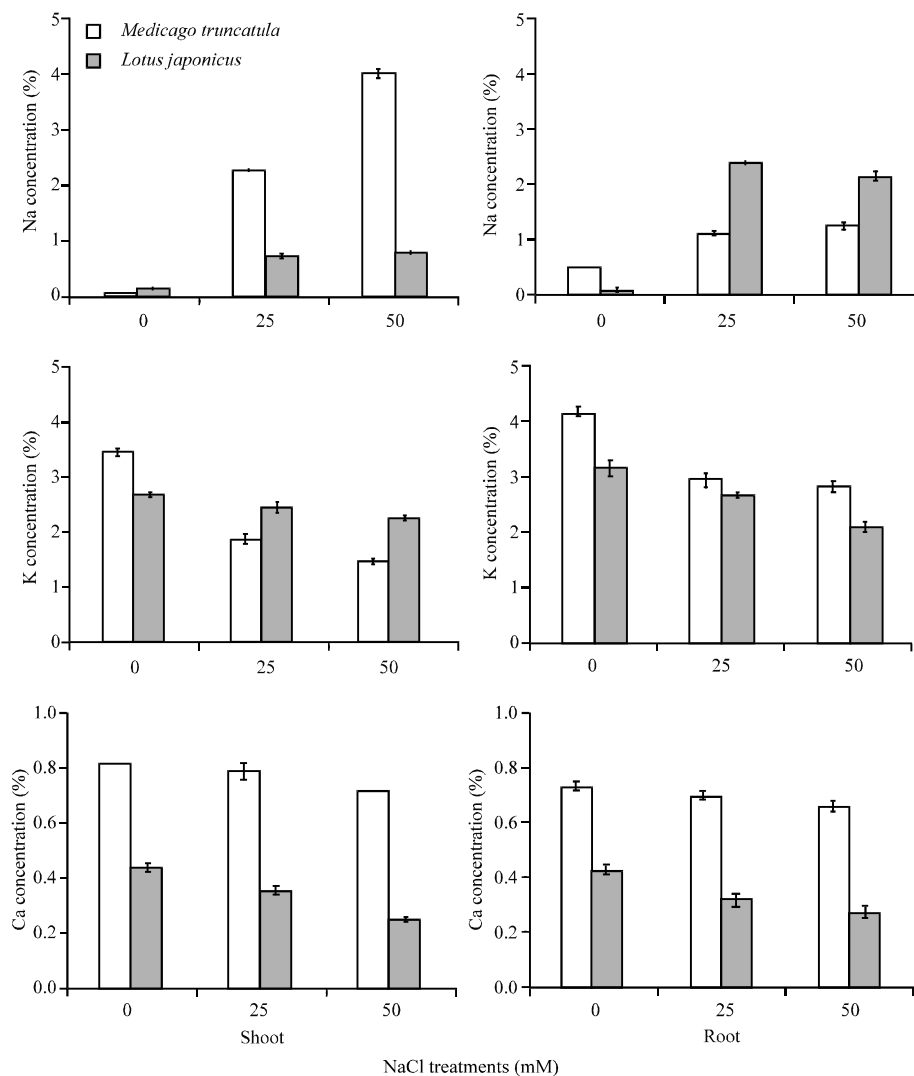 Medicago truncatula
Lotus japonicus
Na concentration (%)
5
4
3
2
1
0
0 25 50
Na concentration (%)
5
4
3
2
1
0
0 25 50
K concentration (%)
5
4
3
2
1
0
0 25 50
K concentration (%)
5
4
3
2
1
0
0 25 50
Ca concentration (%)
1.0
0.8
0.6
0.4
0.2
0.0
0 25 50
Shoot
Ca concentration (%)
1.0
0.8
0.6
0.4
0.2
0.0
0 25 50
Root
NaCl treatments (mM)